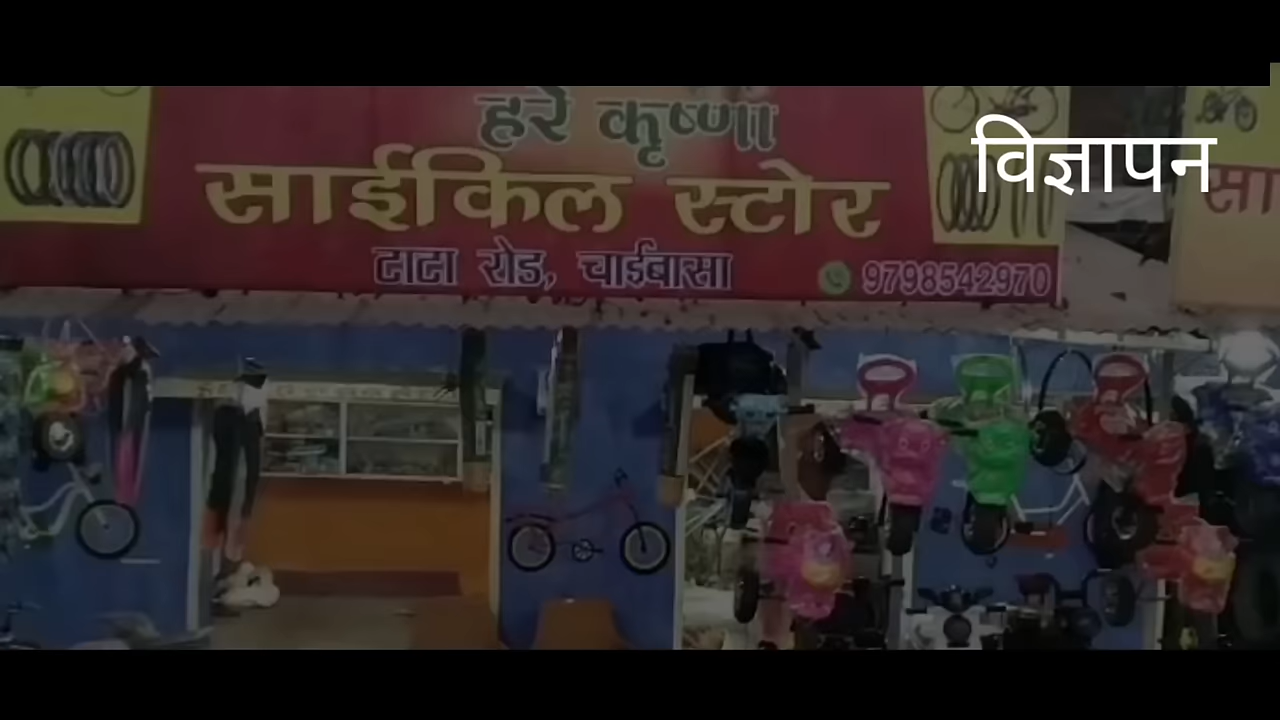 हरे कृष्णा
विज्ञापन
साईकिल स्टोर
टाटा रोड, चाईबासा
9798542970
सा